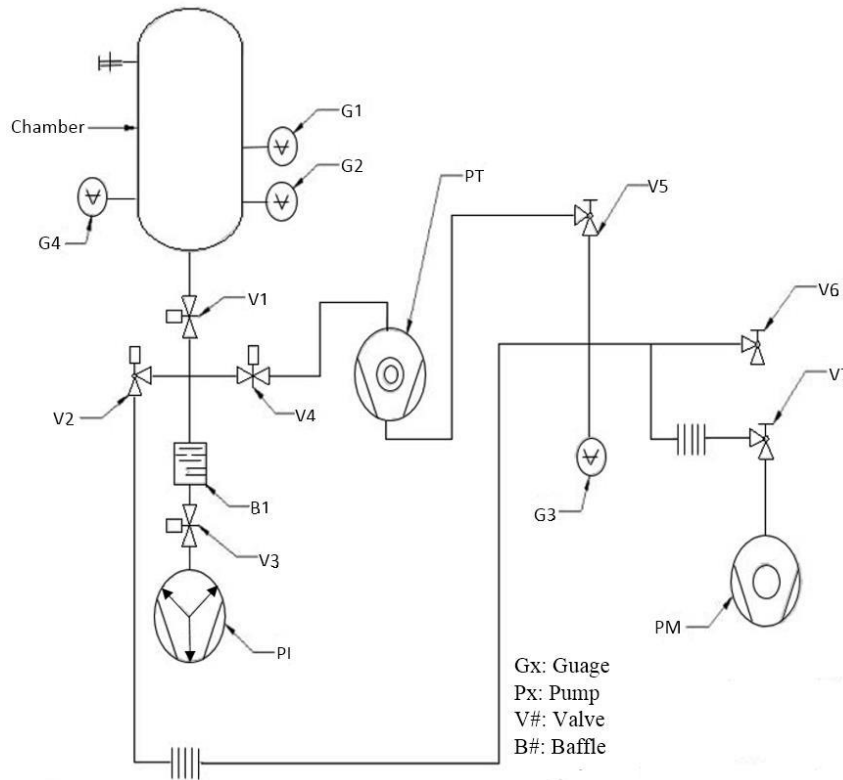 G1
Chamber
G2
PT
V5
G4
V1
V6
V2
V4
V7
B1
G3
V3
PI
PM
Gx: Guage
Px: Pump
V#: Valve
B#: Baffle